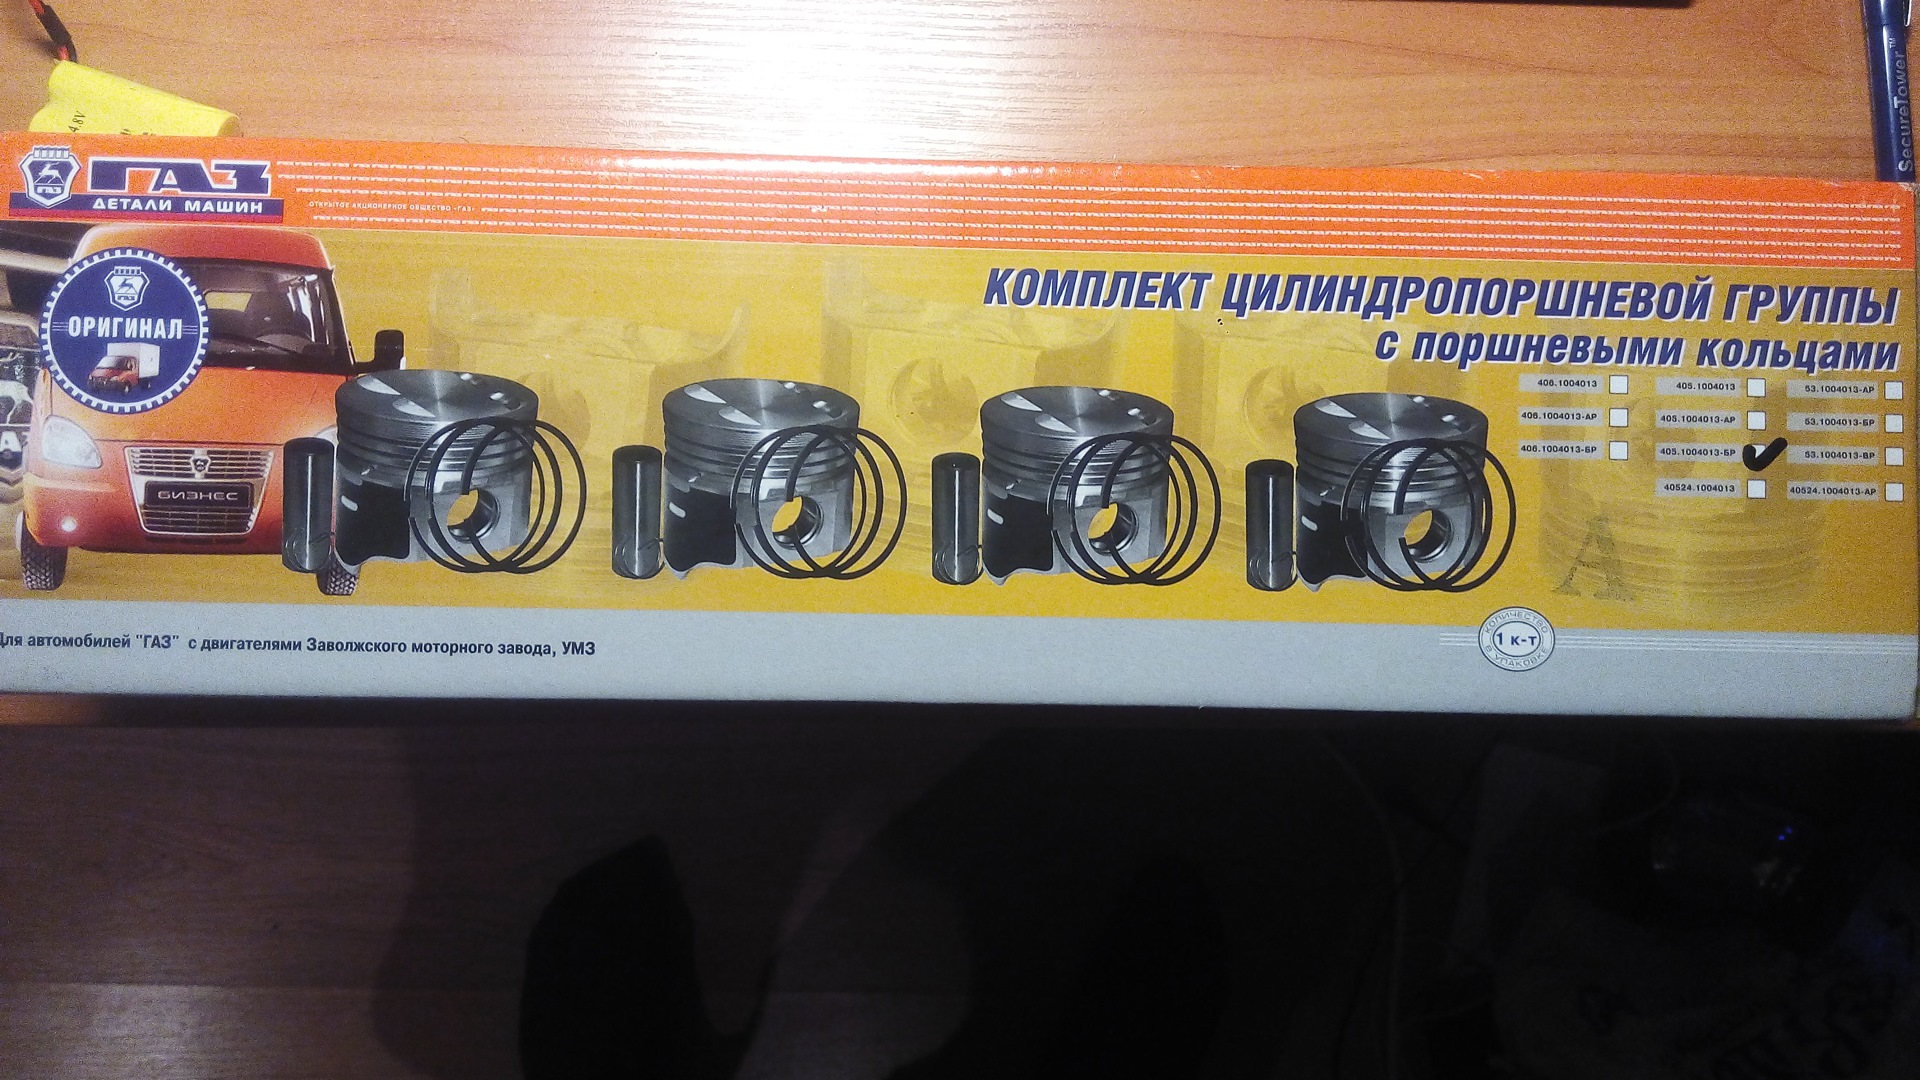 4.8V
SecureTower™
ГАЗ
ГАЗ
ДЕТАЛИ МАШИН
ОТКРЫТОЕ АКЦИОНЕРНОЕ ОБЩЕСТВО «ГАЗ»
ГАЗ
ОРИГИНАЛ
БИЗНЕС
КОМПЛЕКТ ЦИЛИНДРОПОРШНЕВОЙ ГРУППЫ
с поршневыми кольцами
406.1004013 405.1004013 53.1004013-АР
406.1004013-АР 405.1004013-АР 53.1004013-БР
406.1004013-БР 405.1004013-БР 53.1004013-ВР
40524.1004013 40524.1004013-АР
А
Для автомобилей "ГАЗ" с двигателями Заволжского моторного завода, УМЗ
КОЛИЧЕСТВО
1 к-т
В УПАКОВКЕ